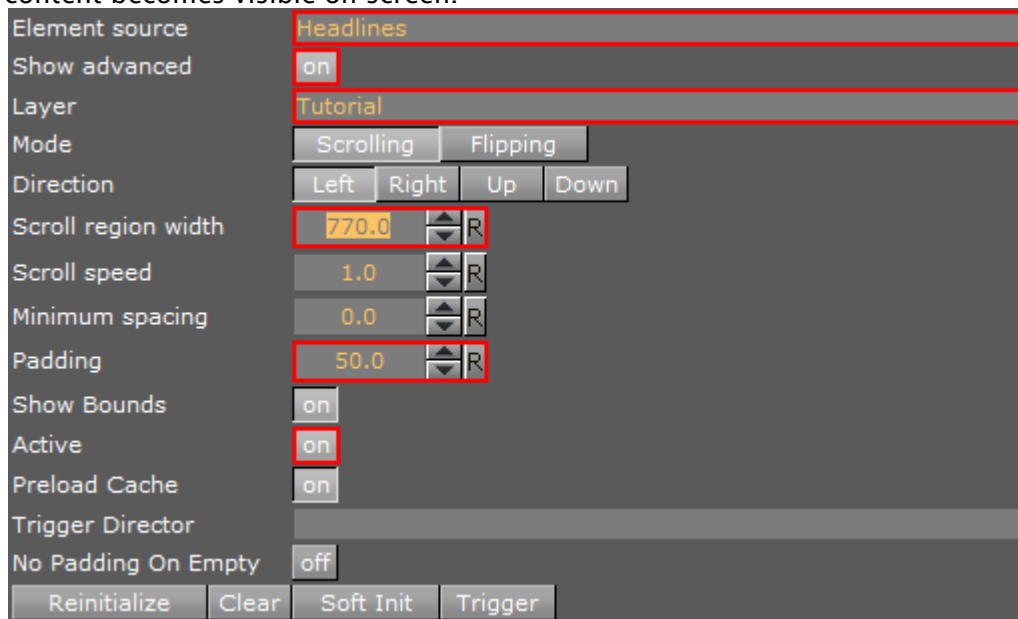 content becomes visible on screen.
Element source Headlines
Show advanced on
Layer Tutorial
Mode Scrolling Flipping
Direction Left Right Up Down
Scroll region width 770.0 R
Scroll speed 1.0 R
Minimum spacing 0.0 R
Padding 50.0 R
Show Bounds on
Active on
Preload Cache on
Trigger Director
No Padding On Empty off
Reinitialize Clear Soft Init Trigger